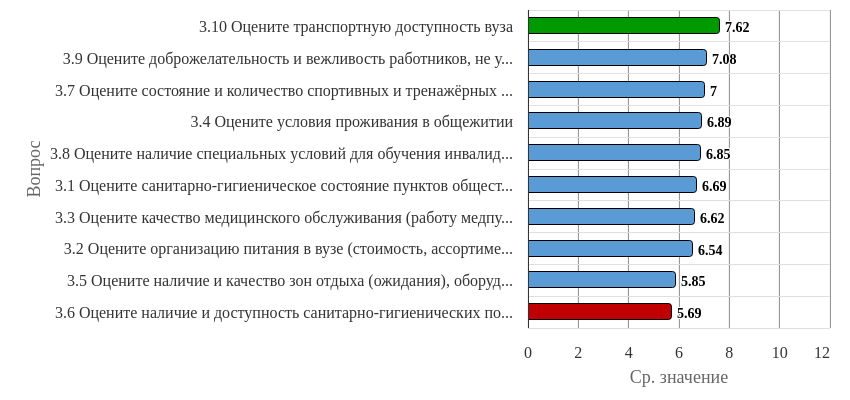 3.10 Оцените транспортную доступность вуза 7.62
3.9 Оцените доброжелательность и вежливость работников, не у... 7.08
3.7 Оцените состояние и количество спортивных и тренажёрных ... 7
3.4 Оцените условия проживания в общежитии 6.89
3.8 Оцените наличие специальных условий для обучения инвалид... 6.85
3.1 Оцените санитарно-гигиеническое состояние пунктов общест... 6.69
3.3 Оцените качество медицинского обслуживания (работу медпу... 6.62
3.2 Оцените организацию питания в вузе (стоимость, ассортиме... 6.54
3.5 Оцените наличие и качество зон отдыха (ожидания), оборуд... 5.85
3.6 Оцените наличие и доступность санитарно-гигиенических по... 5.69
Вопрос
0 2 4 6 8 10 12
Ср. значение